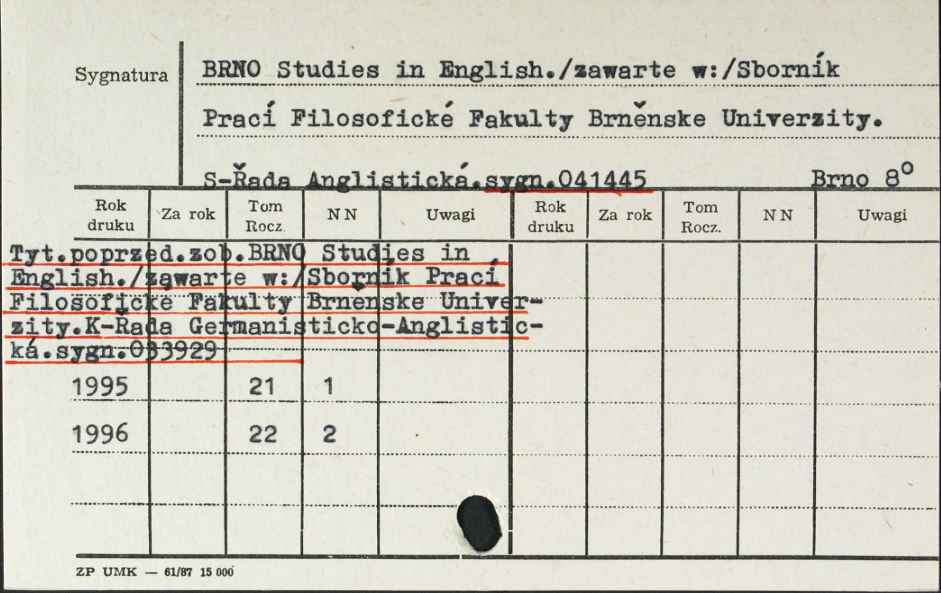 Sygnatura
BRNO Studies in English./zawarte w:/Sborník
Prací Filosofické Fakulty Brněnske Univerzity.
S-Řada Anglistická.sygn.041445 Brno 8°
Rok druku Za rok Tom Rocz. N N Uwagi Rok druku Za rok Tom Rocz. N N Uwagi
Tyt.poprzed.zob.BRNO Studies in
English./zawarte w:/Sborník Prací
Filosofické Fakulty Brněnske Univer-
zity.K-Řada Germanisticko-Anglistic-
ká.sygn.033929
1995 21 1
1996 22 2
ZP UMK — 61/87 15 000